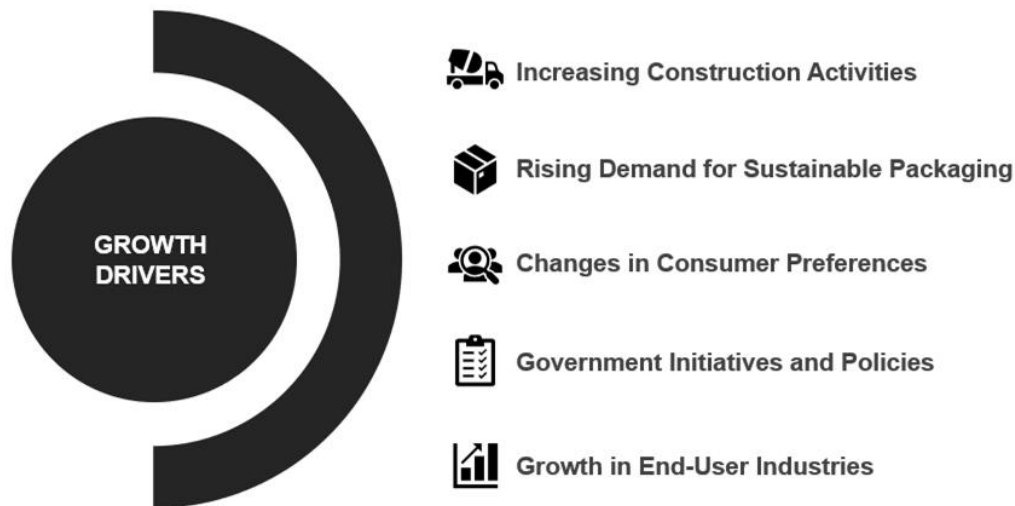 GROWTH
DRIVERS
Increasing Construction Activities
Rising Demand for Sustainable Packaging
Changes in Consumer Preferences
Government Initiatives and Policies
Growth in End-User Industries